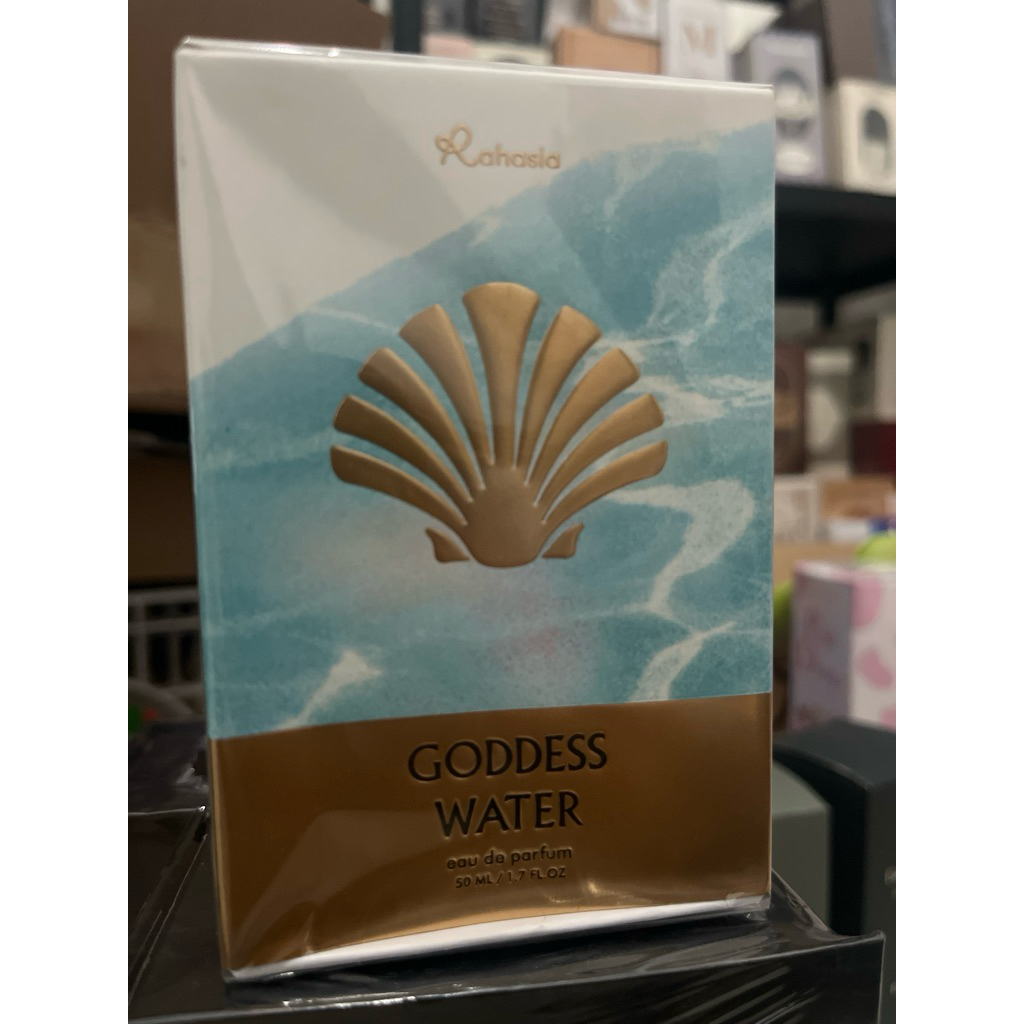 Rahasia
GODDESS
WATER
eau de parfum
50 ML / 1.7 FL.OZ